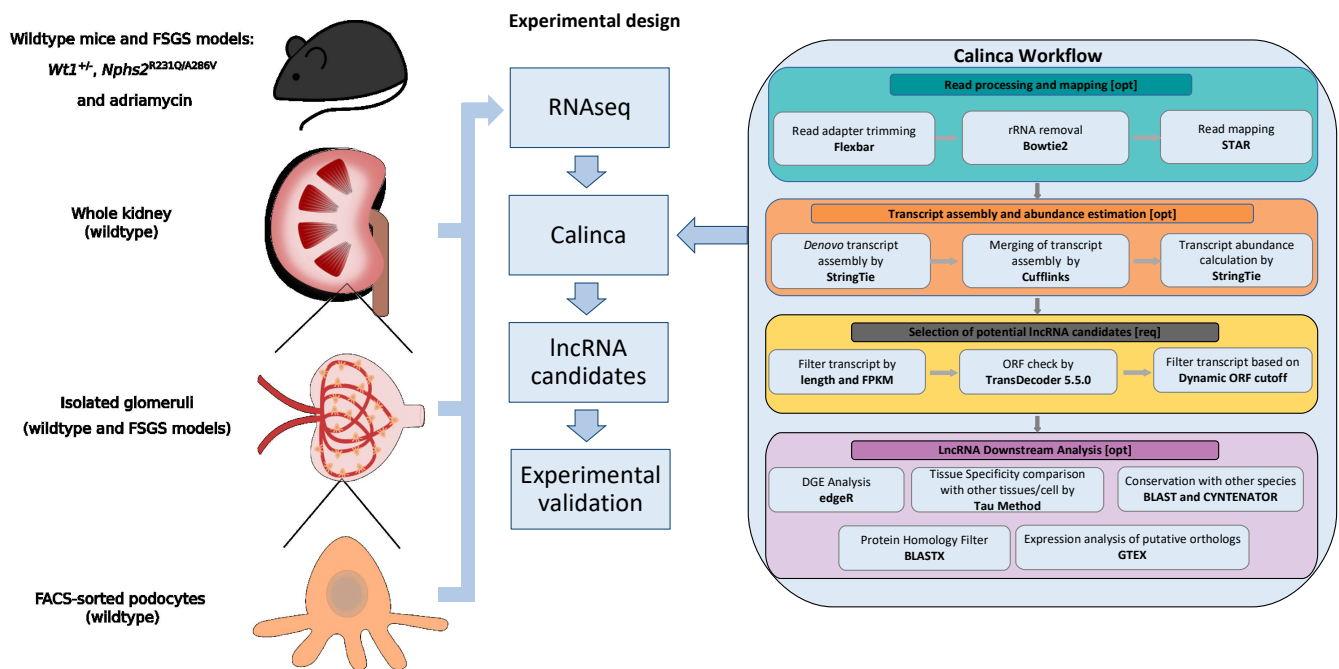 Experimental design
Wildtype mice and FSGS models:
Wt1+/-, Nphs2R231Q/A286V
and adriamycin
Whole kidney
(wildtype)
Isolated glomeruli
(wildtype and FSGS models)
FACS-sorted podocytes
(wildtype)
RNAseq
Calinca
lncRNA
candidates
Experimental
validation
Calinca Workflow
Read processing and mapping [opt]
Read adapter trimming
Flexbar
rRNA removal
Bowtie2
Read mapping
STAR
Transcript assembly and abundance estimation [opt]
Denovo transcript
assembly by
StringTie
Merging of transcript
assembly by
Cufflinks
Transcript abundance
calculation by
StringTie
Selection of potential lncRNA candidates [req]
Filter transcript by
length and FPKM
ORF check by
TransDecoder 5.5.0
Filter transcript based on
Dynamic ORF cutoff
LncRNA Downstream Analysis [opt]
DGE Analysis
edgeR
Tissue Specificity comparison
with other tissues/cell by
Tau Method
Conservation with other species
BLAST and CYNTENATOR
Protein Homology Filter
BLASTX
Expression analysis of putative orthologs
GTEX